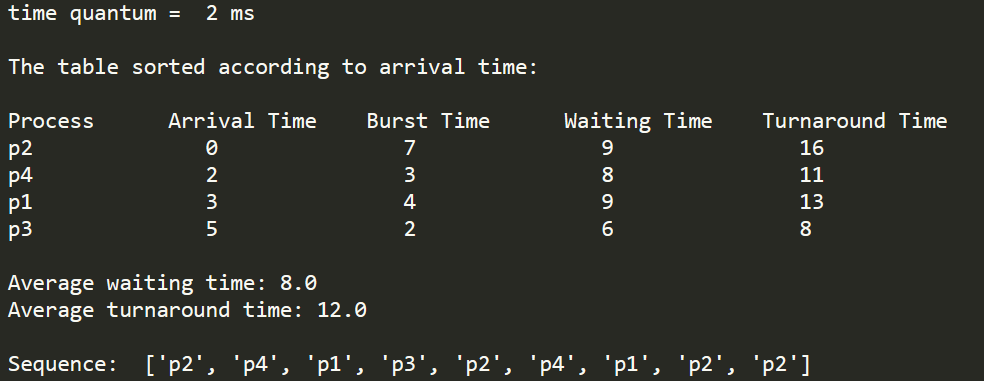 time quantum =  2 ms
The table sorted according to arrival time:
Process Arrival Time Burst Time Waiting Time Turnaround Time
p2 0 7 9 16
p4 2 3 8 11
p1 3 4 9 13
p3 5 2 6 8
Average waiting time: 8.0
Average turnaround time: 12.0
Sequence:  ['p2', 'p4', 'p1', 'p3', 'p2', 'p4', 'p1', 'p2', 'p2']